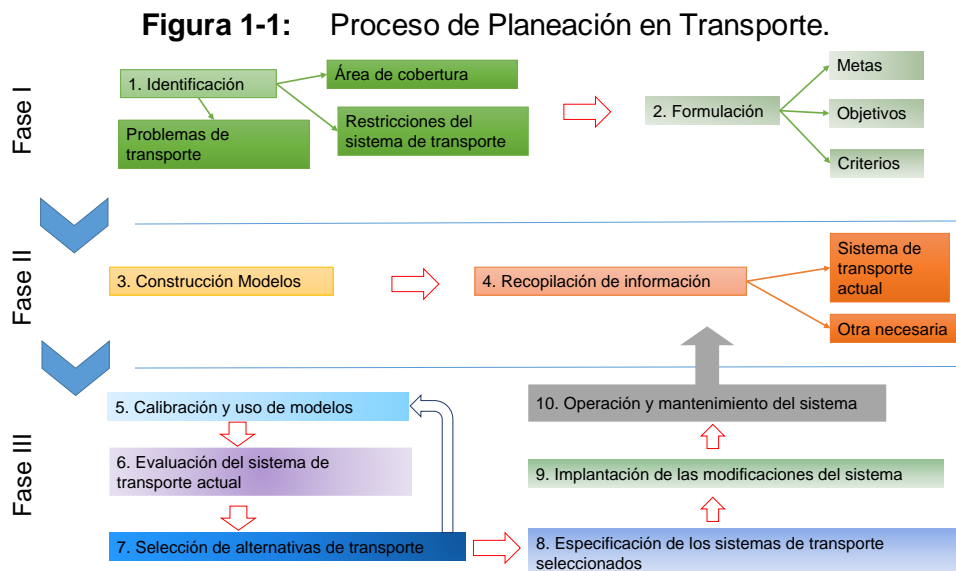 Figura 1-1: Proceso de Planeación en Transporte.
Fase I
1. Identificación
Área de cobertura
Problemas de
transporte
Restricciones del
sistema de transporte
2. Formulación
Metas
Objetivos
Criterios
Fase II
3. Construcción Modelos
4. Recopilación de información
Sistema de
transporte
actual
Otra necesaria
Fase III
5. Calibración y uso de modelos
6. Evaluación del sistema de
transporte actual
7. Selección de alternativas de transporte
8. Especificación de los sistemas de transporte
seleccionados
9. Implantación de las modificaciones del sistema
10. Operación y mantenimiento del sistema